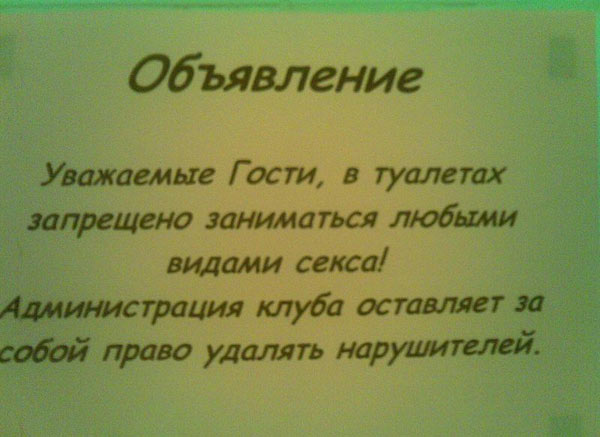 Объявление
Уважаемые Гости, в туалетах
запрещено заниматься любыми
видами секса!
Администрация клуба оставляет за
собой право удалять нарушителей.